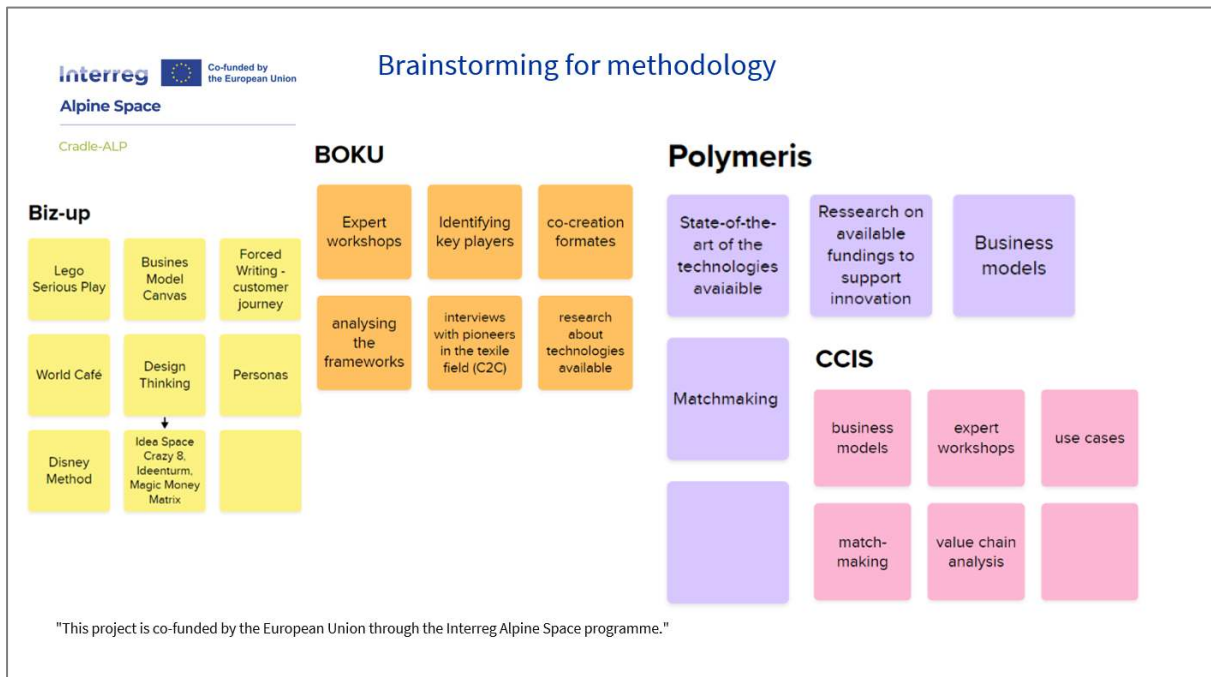 Interreg
Co-funded by
the European Union
Alpine Space
Cradle-ALP
Brainstorming for methodology
Biz-up
Lego
Serious Play
Busines
Model
Canvas
Forced
Writing -
customer
journey
World Café
Design
Thinking
Personas
Disney
Method
Idea Space
Crazy 8,
Ideenturm,
Magic Money
Matrix
BOKU
Expert
workshops
Identifying
key players
co-creation
formates
analysing
the
frameworks
interviews
with pioneers
in the texile
field (C2C)
research
about
technologies
available
Polymeris
State-of-the-
art of the
technologies
avaiaible
Ressearch on
available
fundings to
support
innovation
Business
models
Matchmaking
CCIS
business
models
expert
workshops
use cases
match-
making
value chain
analysis
"This project is co-funded by the European Union through the Interreg Alpine Space programme."